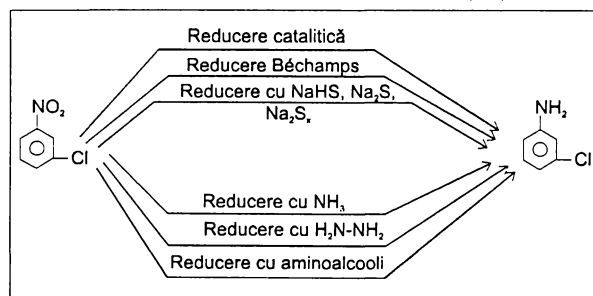 Reducere catalitică
Reducere Béchamps
Reducere cu NaHS, Na₂S,
Na₂Sₓ
NO₂
Cl
NH₂
Cl
Reducere cu NH₃
Reducere cu H₂N-NH₂
Reducere cu aminoalcooli